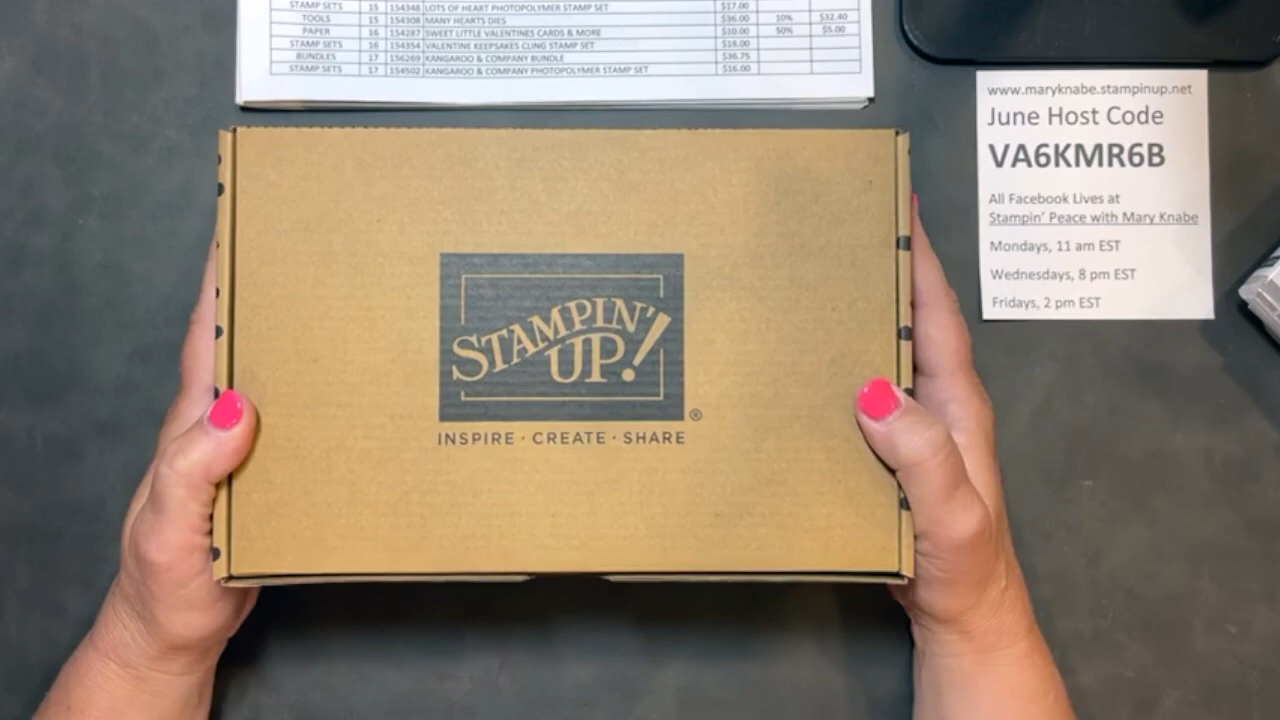 STAMP SETS 15 154348 LOTS OF HEART PHOTOPOLYMER STAMP SET $17.00
TOOLS 15 154308 MANY HEARTS DIES $36.00 10% $32.40
PAPER 16 154287 SWEET LITTLE VALENTINES CARDS & MORE $10.00 50% $5.00
STAMP SETS 16 154354 VALENTINE KEEPSAKES CLING STAMP SET $18.00
BUNDLES 17 156269 KANGAROO & COMPANY BUNDLE $36.75
STAMP SETS 17 154502 KANGAROO & COMPANY PHOTOPOLYMER STAMP SET $16.00
www.maryknabe.stampinup.net
June Host Code
VA6KMR6B
All Facebook Lives at
Stampin' Peace with Mary Knabe
Mondays, 11 am EST
Wednesdays, 8 pm EST
Fridays, 2 pm EST
STAMPIN'
UP!
®
INSPIRE · CREATE · SHARE